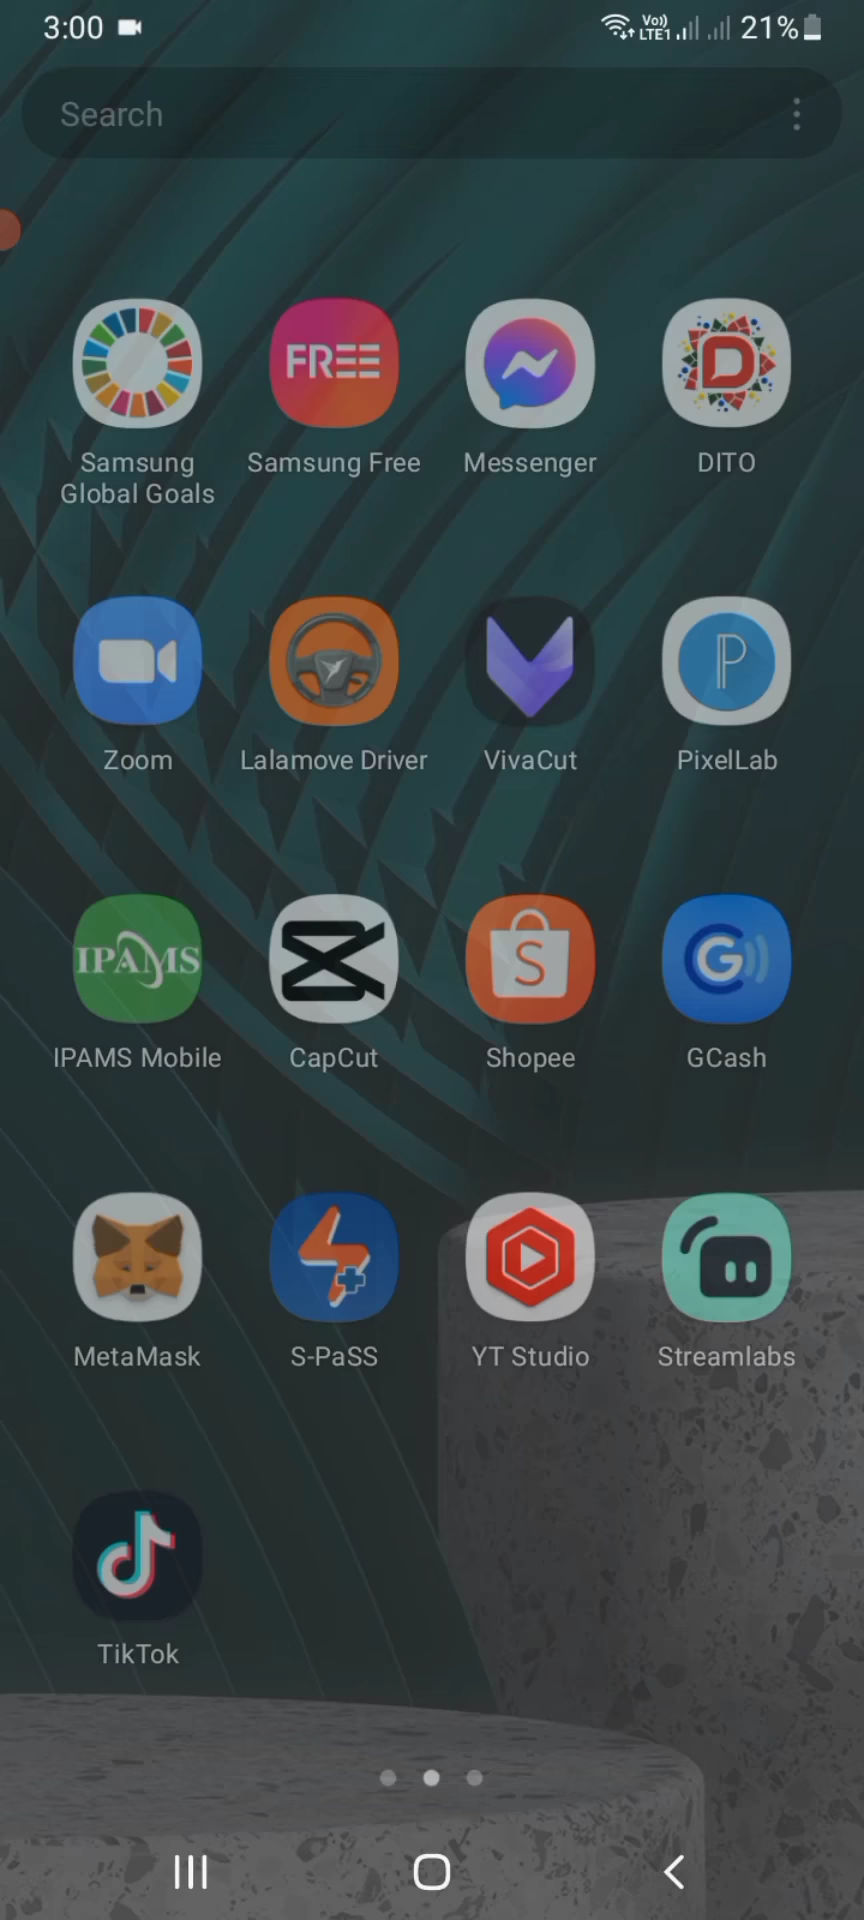 3:00
Vo))
LTE1
21%
Search
FREE
Samsung
Global Goals
Samsung Free
Messenger
DITO
Zoom
Lalamove Driver
VivaCut
PixelLab
IPAMS
IPAMS Mobile
CapCut
Shopee
GCash
MetaMask
S-PaSS
YT Studio
Streamlabs
TikTok